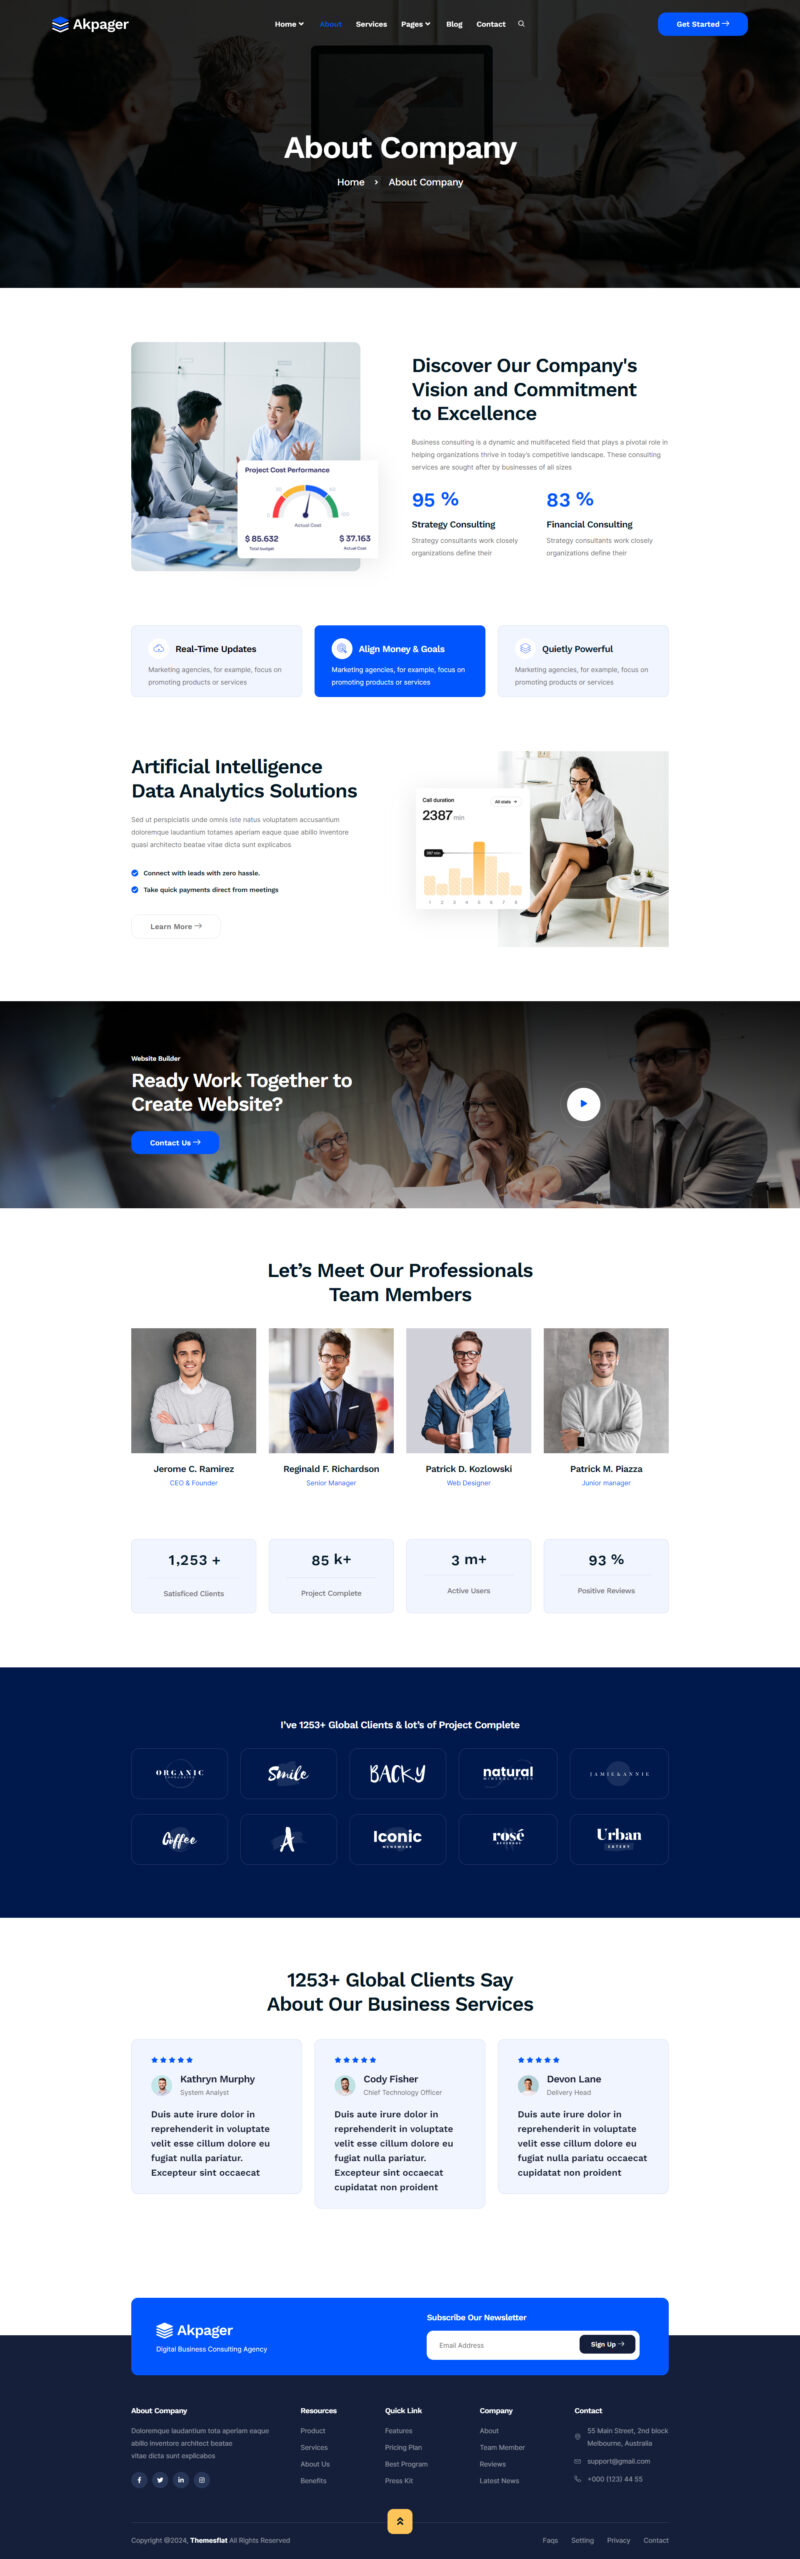 Akpager
Home About Services Pages Blog Contact
Get Started
About Company
Home > About Company
Discover Our Company's
Vision and Commitment
to Excellence
Business consulting is a dynamic and multifaceted field that plays a pivotal role in
helping organizations thrive in today's competitive landscape. These consulting
services are sought after by businesses of all sizes
Project Cost Performance
Actual Cost
$ 85.632
Total budger
$ 37.163
Actual Cost
95 %
Strategy Consulting
Strategy consultants work closely
organizations define their
83 %
Financial Consulting
Strategy consultants work closely
organizations define their
Real-Time Updates
Marketing agencies, for example, focus on
promoting products or services
Align Money & Goals
Marketing agencies, for example, focus on
promoting products or services
Quietly Powerful
Marketing agencies, for example, focus on
promoting products or services
Artificial Intelligence
Data Analytics Solutions
Sed ut perspiciatis unde omnis iste natus voluptatem accusantium
doloremque laudantium totames aperiam eaque quae abillo inventore
quasi architecto beatae vitae dicta sunt explicabos
Connect with leads with zero hassle.
Take quick payments direct from meetings
Learn More
Call duration
All stats
2387 min
387 min
1 2 3 4 5 6 7 8
Website Builder
Ready Work Together to
Create Website?
Contact Us
Let's Meet Our Professionals
Team Members
Jerome C. Ramirez
CEO & Founder
Reginald F. Richardson
Senior Manager
Patrick D. Kozlowski
Web Designer
Patrick M. Piazza
Junior manager
1,253 +
Satisficed Clients
85 k+
Project Complete
3 m+
Active Users
93 %
Positive Reviews
I've 1253+ Global Clients & lot's of Project Complete
ORGANIC
Smile
BACKY
natural
MINERAL WATER
JAMIE & ANNIE
Coffee
A
Iconic
MENSWEAR
rosé
BEVERAGE
Urban
EATERY
1253+ Global Clients Say
About Our Business Services
Kathryn Murphy
System Analyst
Duis aute irure dolor in
reprehenderit in voluptate
velit esse cillum dolore eu
fugiat nulla pariatur.
Excepteur sint occaecat
Cody Fisher
Chief Technology Officer
Duis aute irure dolor in
reprehenderit in voluptate
velit esse cillum dolore eu
fugiat nulla pariatur.
Excepteur sint occaecat
cupidatat non proident
Devon Lane
Delivery Head
Duis aute irure dolor in
reprehenderit in voluptate
velit esse cillum dolore eu
fugiat nulla pariatu occaecat
cupidatat non proident
Akpager
Digital Business Consulting Agency
Subscribe Our Newsletter
Email Address
Sign Up
About Company
Doloremque laudantium tota aperiam eaque
abillo inventore architect beatae
vitae dicta sunt explicabos
Resources
Product
Services
About Us
Benefits
Quick Link
Features
Pricing Plan
Best Program
Press Kit
Company
About
Team Member
Reviews
Latest News
Contact
55 Main Street, 2nd block
Melbourne, Australia
support@gmail.com
+000 (123) 44 55
Copyright @2024, Themesflat All Rights Reserved
Faqs Setting Privacy Contact